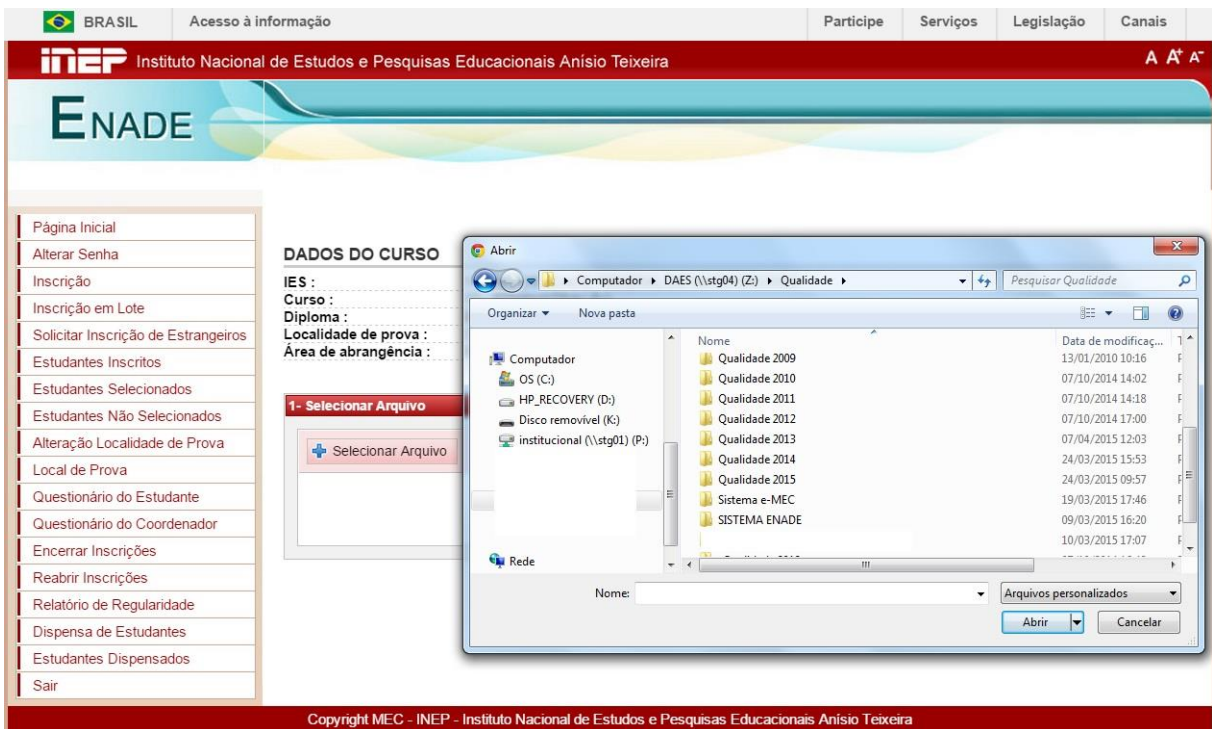 BRASIL Acesso à informação Participe Serviços Legislação Canais
inep Instituto Nacional de Estudos e Pesquisas Educacionais Anísio Teixeira A A+ A-
ENADE
Página Inicial
Alterar Senha
Inscrição
Inscrição em Lote
Solicitar Inscrição de Estrangeiros
Estudantes Inscritos
Estudantes Selecionados
Estudantes Não Selecionados
Alteração Localidade de Prova
Local de Prova
Questionário do Estudante
Questionário do Coordenador
Encerrar Inscrições
Reabrir Inscrições
Relatório de Regularidade
Dispensa de Estudantes
Estudantes Dispensados
Sair
DADOS DO CURSO
IES :
Curso :
Diploma :
Localidade de prova :
Área de abrangência :
1- Selecionar Arquivo
Selecionar Arquivo
Abrir
Computador DAES (\\stg04) (Z:) Qualidade
Pesquisar Qualidade
Organizar Nova pasta
Computador
OS (C:)
HP_RECOVERY (D:)
Disco removível (K:)
institucional (\\stg01) (P:)
Rede
Nome Data de modificaç... T
Qualidade 2009 13/01/2010 10:16
Qualidade 2010 07/10/2014 14:02
Qualidade 2011 07/10/2014 14:18
Qualidade 2012 07/10/2014 17:00
Qualidade 2013 07/04/2015 12:03
Qualidade 2014 24/03/2015 15:53
Qualidade 2015 24/03/2015 09:57
Sistema e-MEC 19/03/2015 17:46
SISTEMA ENADE 09/03/2015 16:20
10/03/2015 17:07
Nome: Arquivos personalizados
Abrir Cancelar
Copyright MEC - INEP - Instituto Nacional de Estudos e Pesquisas Educacionais Anísio Teixeira